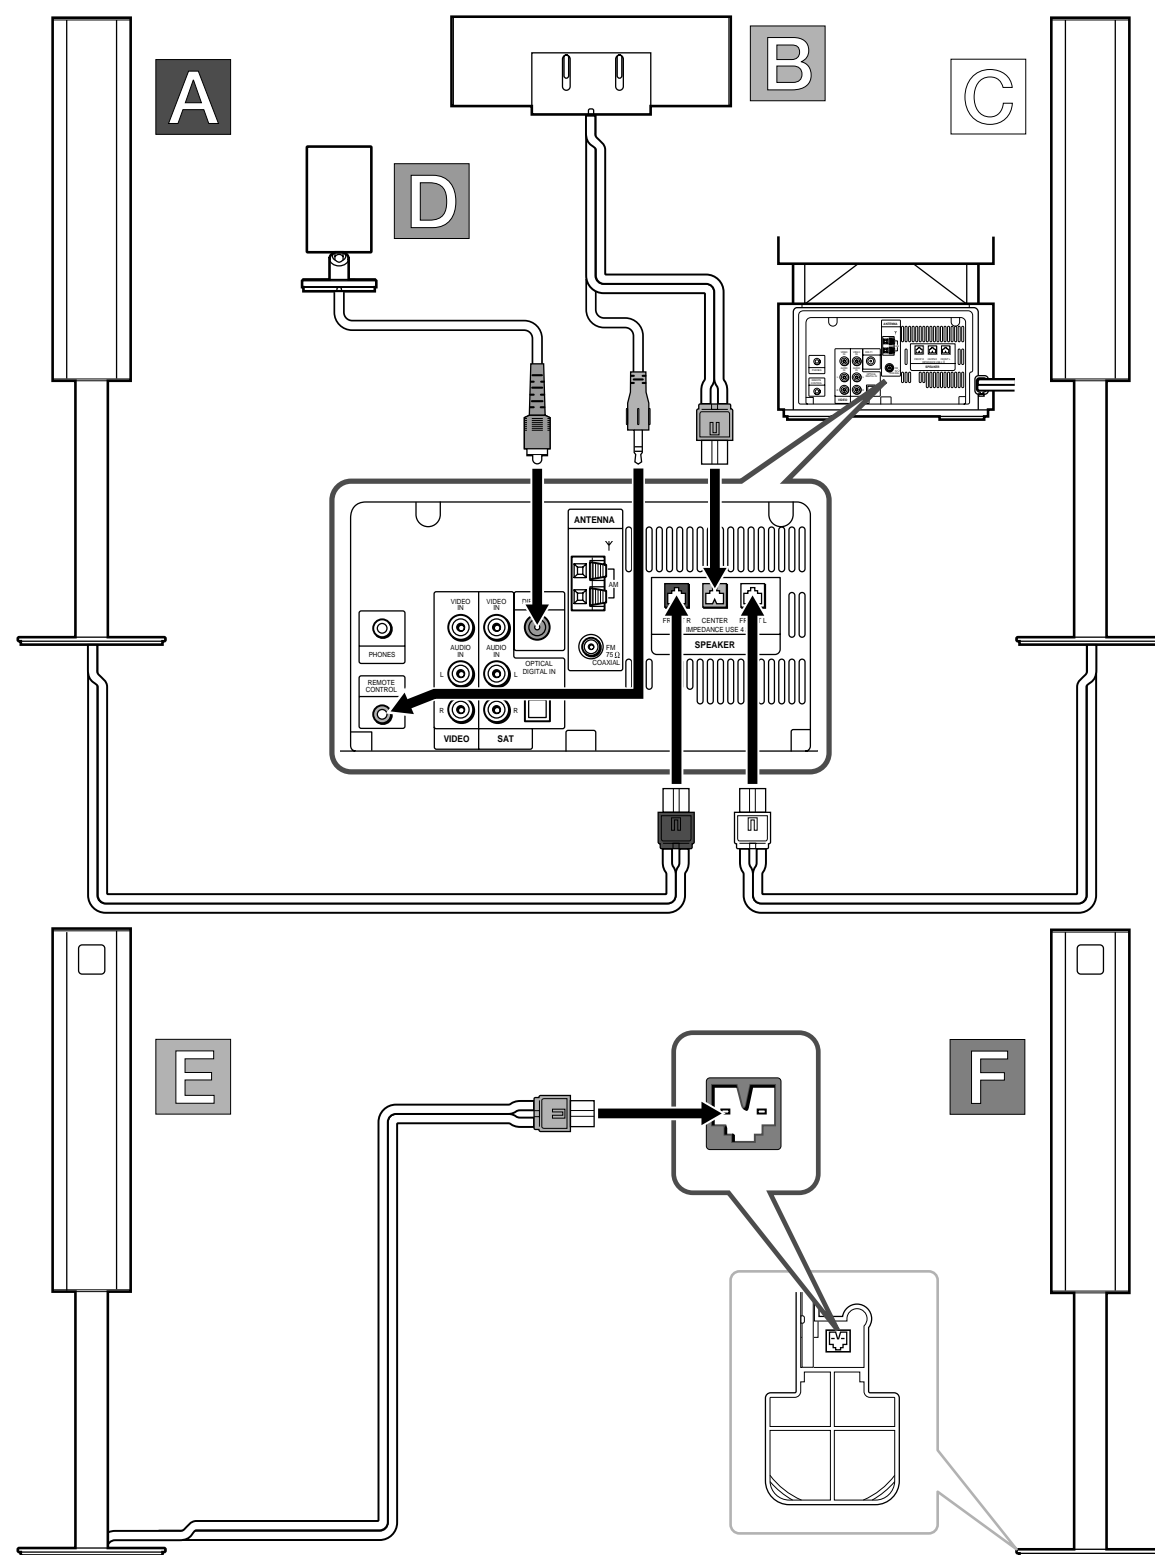 A
B
C
D
ANTENNA
AM
VIDEO
IN
VIDEO
IN
AUDIO
IN
AUDIO
IN
PHONES
REMOTE
CONTROL
L
L
R
R
OPTICAL
DIGITAL IN
FM
75 Ω
COAXIAL
CENTER
IMPEDANCE USE 4
SPEAKER
VIDEO
SAT
E
F